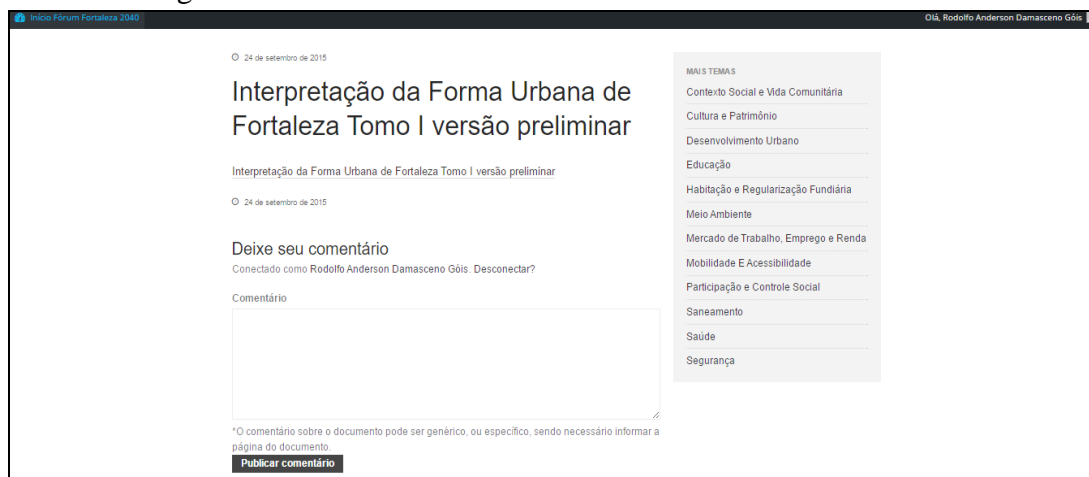 Início Fórum Fortaleza 2040
Olá, Rodolfo Anderson Damasceno Góis
24 de setembro de 2015
Interpretação da Forma Urbana de
Fortaleza Tomo I versão preliminar
Interpretação da Forma Urbana de Fortaleza Tomo I versão preliminar
24 de setembro de 2015
Deixe seu comentário
Conectado como Rodolfo Anderson Damasceno Góis. Desconectar?
Comentário
*O comentário sobre o documento pode ser genérico, ou específico, sendo necessário informar a
página do documento.
Publicar comentário
MAIS TEMAS
Contexto Social e Vida Comunitária
Cultura e Patrimônio
Desenvolvimento Urbano
Educação
Habitação e Regularização Fundiária
Meio Ambiente
Mercado de Trabalho, Emprego e Renda
Mobilidade E Acessibilidade
Participação e Controle Social
Saneamento
Saúde
Segurança